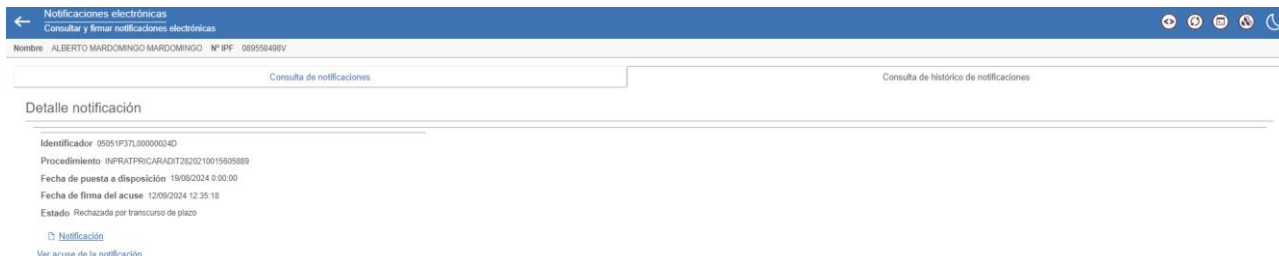 Notificaciones electrónicas
Consultar y firmar notificaciones electrónicas
Nombre ALBERTO MARDOMINGO MARDOMINGO Nº IPF 089558498V
Consulta de notificaciones Consulta de histórico de notificaciones
Detalle notificación
Identificador 05051P37L00000024D
Procedimiento INPRATPRICARADIT2820210015605889
Fecha de puesta a disposición 19/08/2024 0:00:00
Fecha de firma del acuse 12/09/2024 12:35:18
Estado Rechazada por transcurso de plazo
Notificación
Ver acuse de la notificación